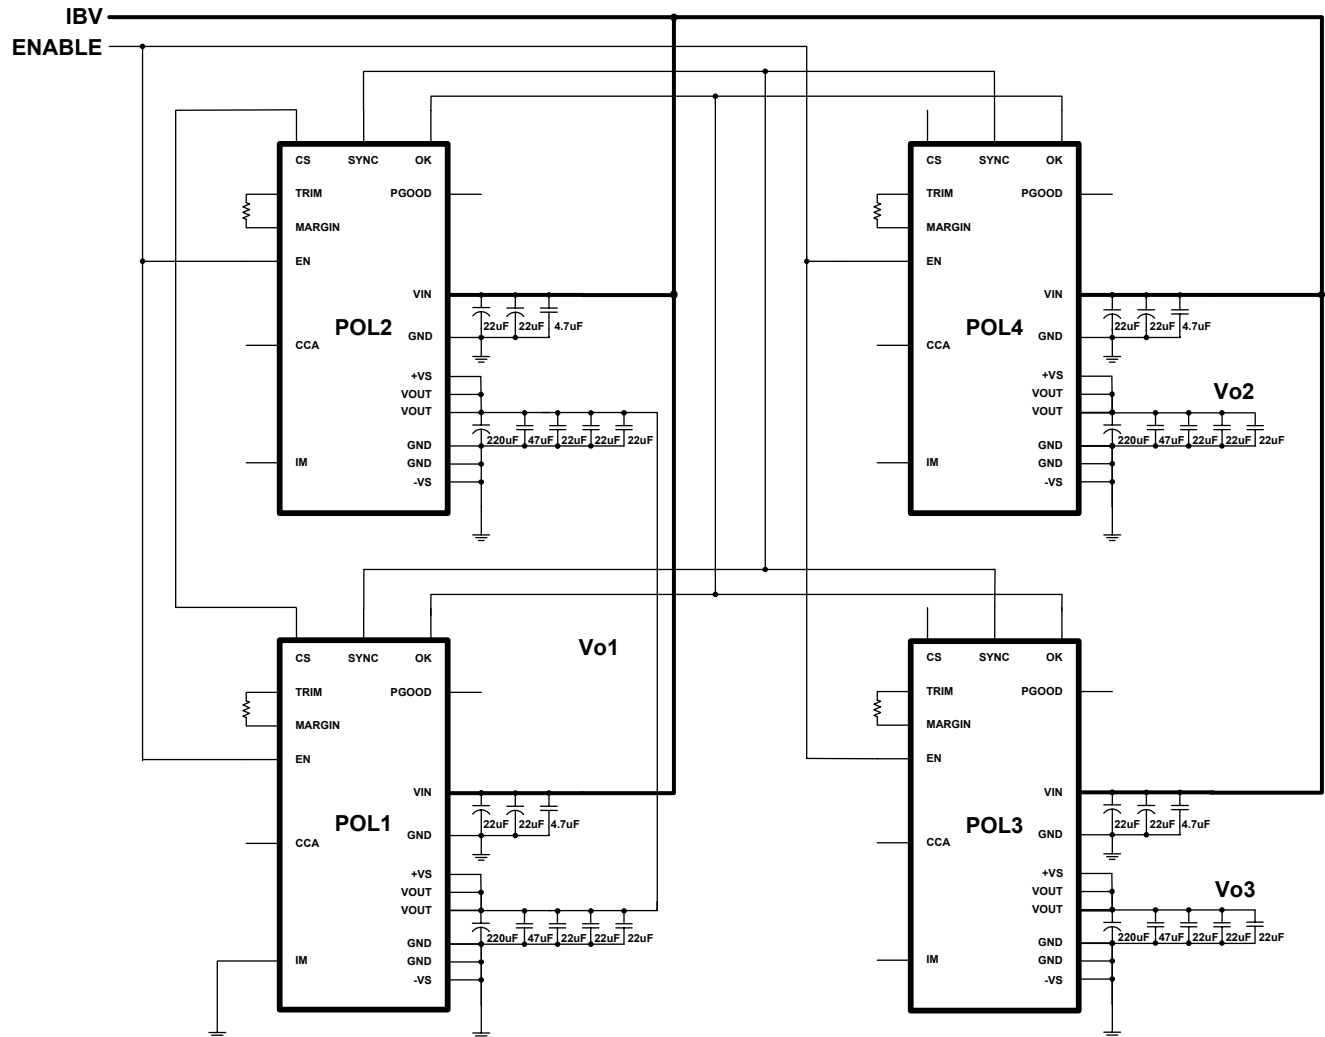 IBV
ENABLE
CS SYNC OK
TRIM PGOOD
MARGIN
EN
VIN
POL2
22uF 22uF 4.7uF
GND
CCA
+VS
VOUT
VOUT
220uF 47uF 22uF 22uF 22uF
GND
GND
IM
-VS
CS SYNC OK
TRIM PGOOD
MARGIN
EN
VIN
POL4
22uF 22uF 4.7uF
GND
CCA
+VS
VOUT
Vo2
VOUT
220uF 47uF 22uF 22uF 22uF
GND
GND
IM
-VS
Vo1
CS SYNC OK
TRIM PGOOD
MARGIN
EN
VIN
POL1
22uF 22uF 4.7uF
GND
CCA
+VS
VOUT
VOUT
220uF 47uF 22uF 22uF 22uF
GND
GND
IM
-VS
CS SYNC OK
TRIM PGOOD
MARGIN
EN
VIN
POL3
22uF 22uF 4.7uF
GND
CCA
+VS
VOUT
Vo3
VOUT
220uF 47uF 22uF 22uF 22uF
GND
GND
IM
-VS